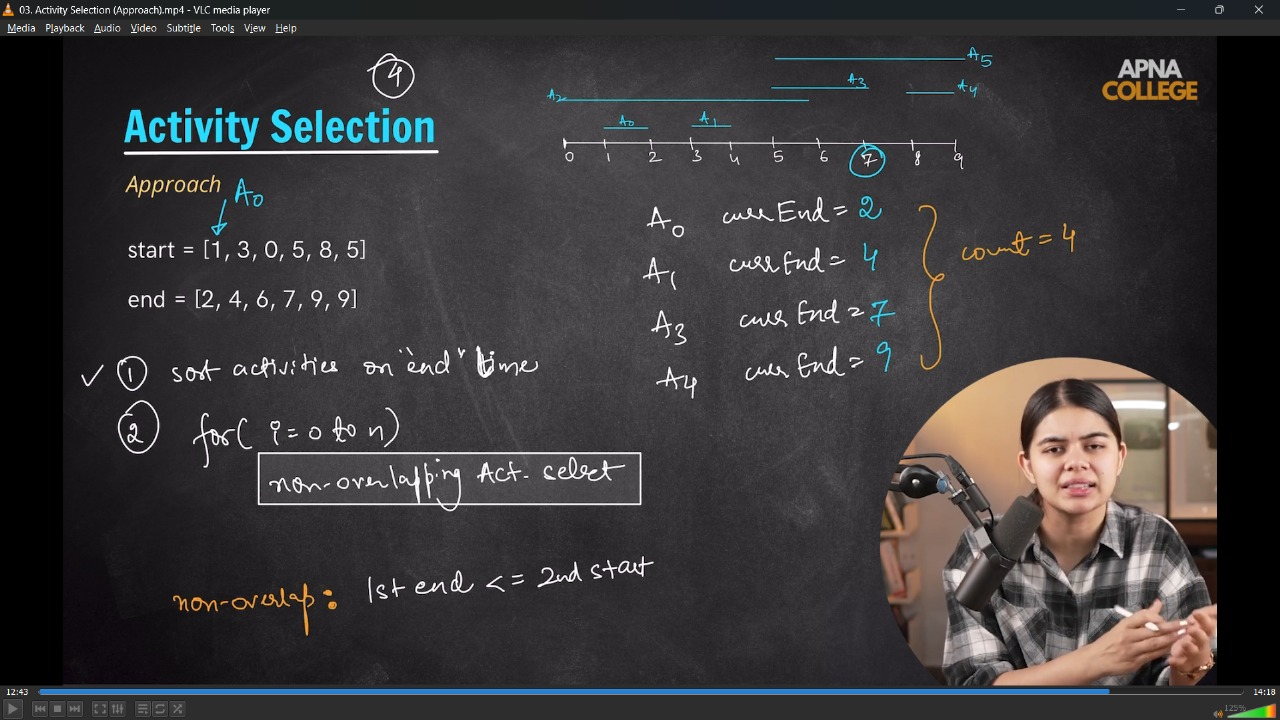 03. Activity Selection (Approach).mp4 - VLC media player
Media Playback Audio Video Subtitle Tools View Help
4
APNA
COLLEGE
Activity Selection
A5
A3
A4
A2
A0
A1
0 1 2 3 4 5 6 7 8 9
Approach
A0
start = [1, 3, 0, 5, 8, 5]
end = [2, 4, 6, 7, 9, 9]
A0 currEnd = 2
A1 currEnd = 4
A3 currEnd = 7
A4 currEnd = 9
count = 4
✓ 1 sort activities on "end" time
2 for( i = 0 to n)
non-overlapping Act. select
non-overlap: 1st end <= 2nd start
12:43
14:18
125%